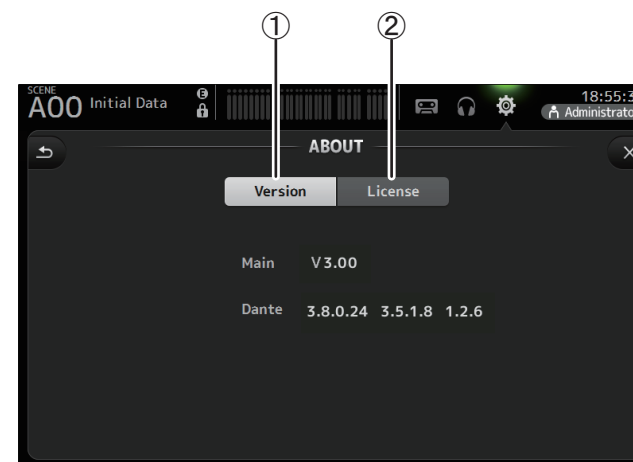 ① ②
SCENE
A00 Initial Data E 18:55:3
Administrato
ABOUT
Version License
Main V3.00
Dante 3.8.0.24 3.5.1.8 1.2.6